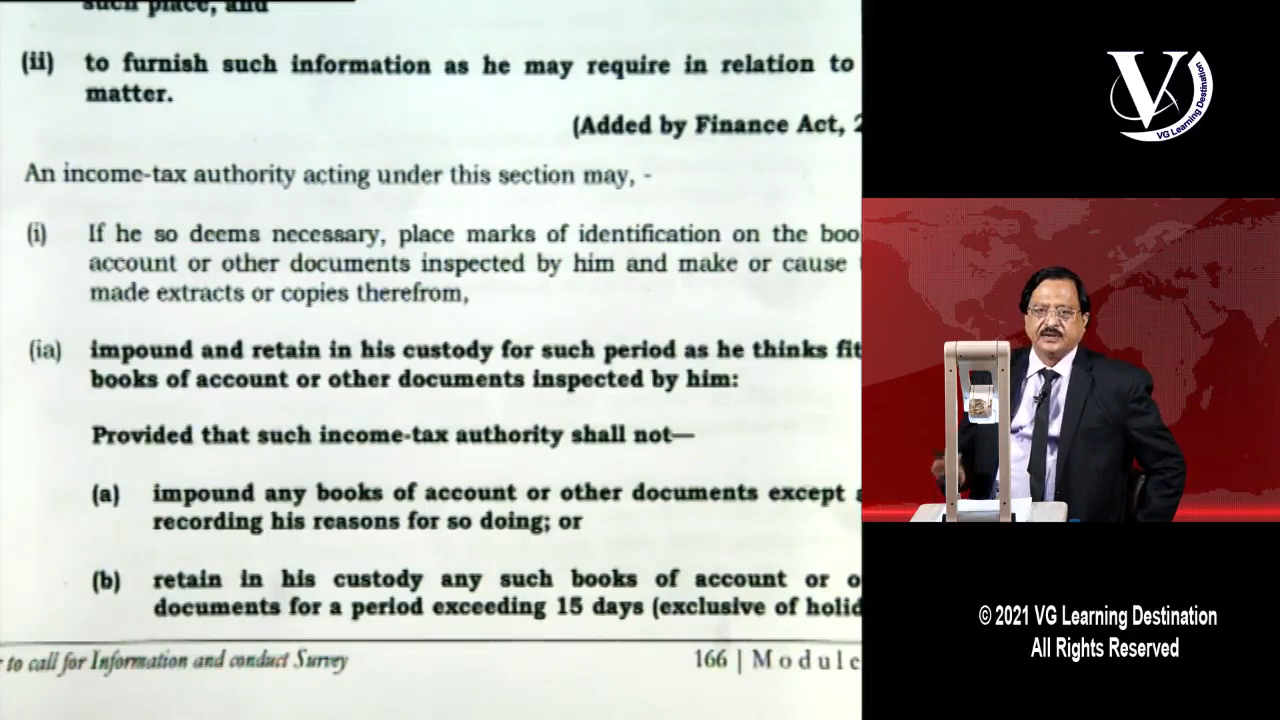 such place, and
(ii) to furnish such information as he may require in relation to
matter.
(Added by Finance Act, 2
An income-tax authority acting under this section may, -
(i) If he so deems necessary, place marks of identification on the boo
account or other documents inspected by him and make or cause
made extracts or copies therefrom,
(ia) impound and retain in his custody for such period as he thinks fit
books of account or other documents inspected by him:
Provided that such income-tax authority shall not—
(a) impound any books of account or other documents except
recording his reasons for so doing; or
(b) retain in his custody any such books of account or o
documents for a period exceeding 15 days (exclusive of holid
to call for Information and conduct Survey
166 | Module
V
VG Learning Destination
© 2021 VG Learning Destination
All Rights Reserved